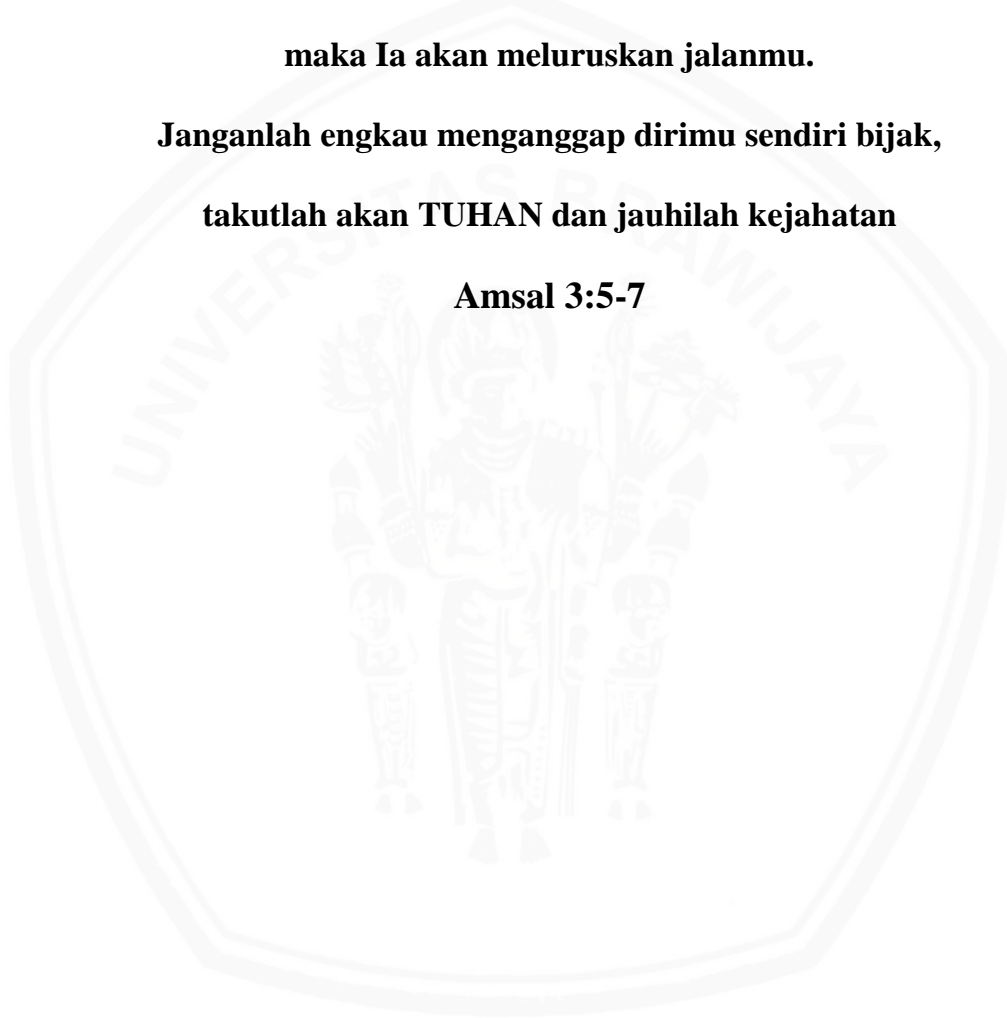 maka Ia akan meluruskan jalanmu.
Janganlah engkau menganggap dirimu sendiri bijak,
takutlah akan TUHAN dan jauhilah kejahatan
Amsal 3:5-7
UNIVERSITAS BRAWIJAYA